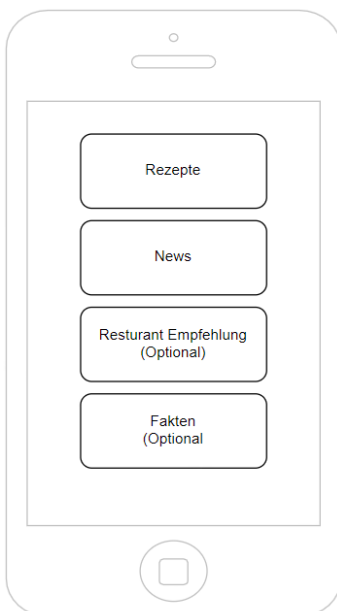 Rezepte
News
Resturant Empfehlung
(Optional)
Fakten
(Optional